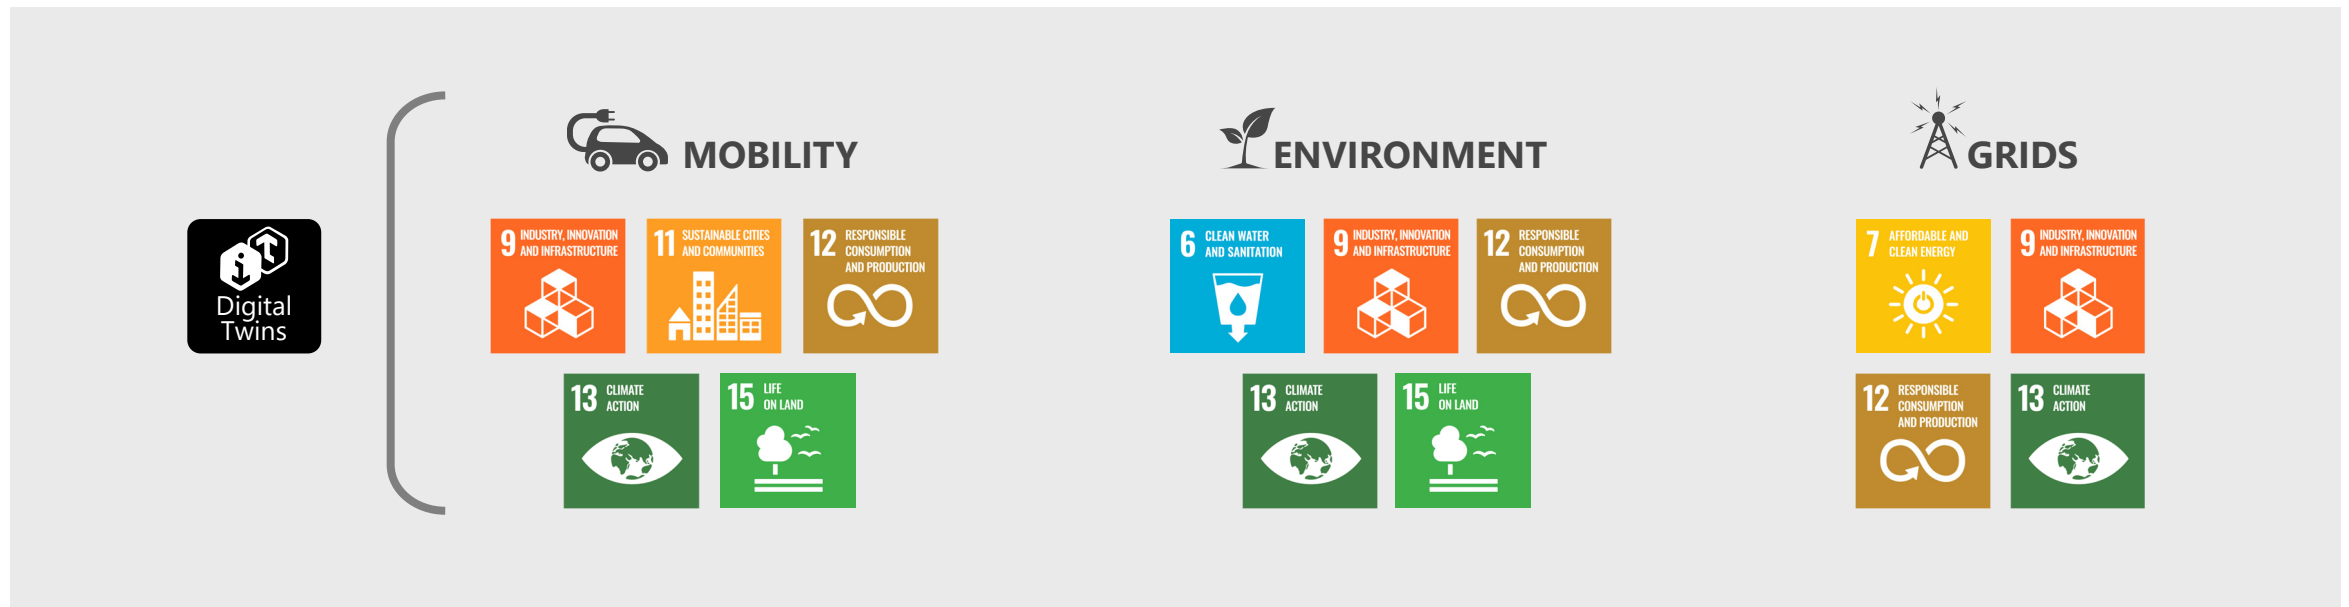 iT
Digital
Twins
MOBILITY
9 INDUSTRY, INNOVATION
AND INFRASTRUCTURE
11 SUSTAINABLE CITIES
AND COMMUNITIES
12 RESPONSIBLE
CONSUMPTION
AND PRODUCTION
13 CLIMATE
ACTION
15 LIFE
ON LAND
ENVIRONMENT
6 CLEAN WATER
AND SANITATION
9 INDUSTRY, INNOVATION
AND INFRASTRUCTURE
12 RESPONSIBLE
CONSUMPTION
AND PRODUCTION
13 CLIMATE
ACTION
15 LIFE
ON LAND
GRIDS
7 AFFORDABLE AND
CLEAN ENERGY
9 INDUSTRY, INNOVATION
AND INFRASTRUCTURE
12 RESPONSIBLE
CONSUMPTION
AND PRODUCTION
13 CLIMATE
ACTION